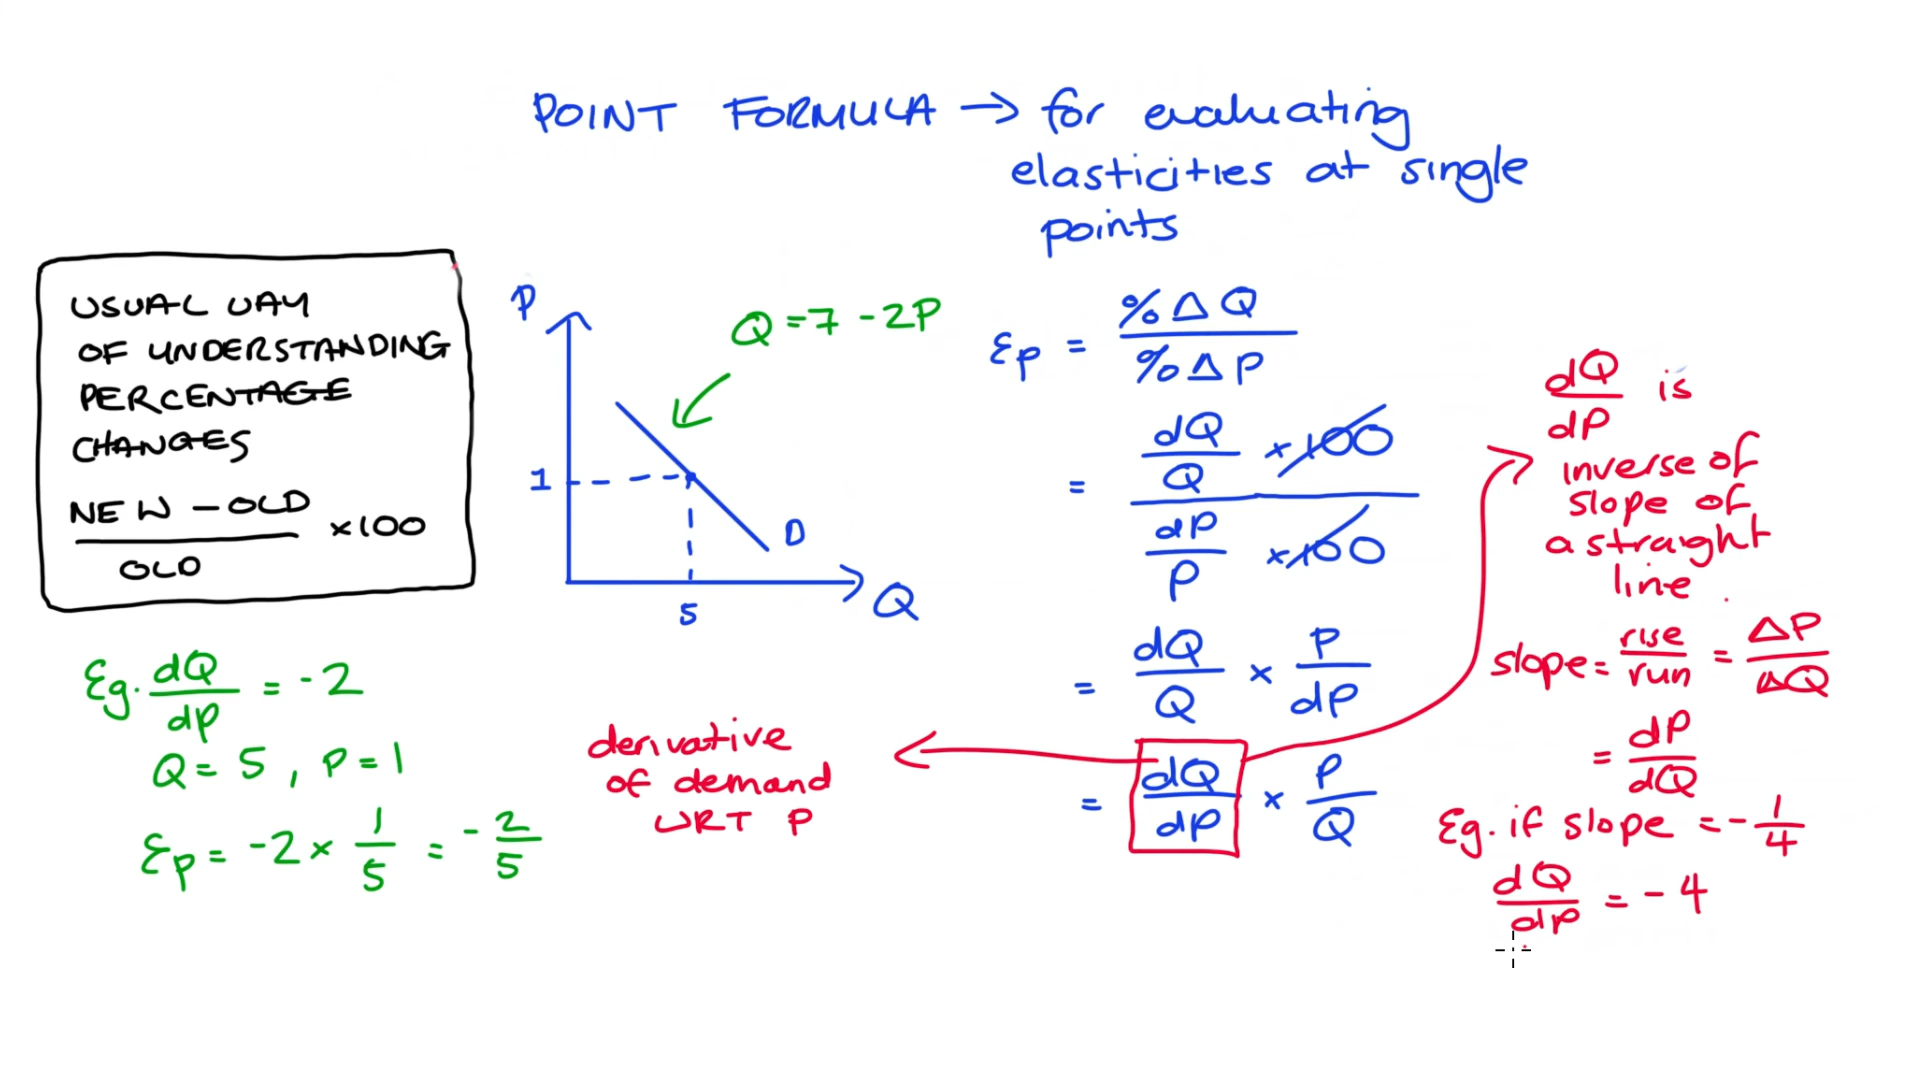 POINT FORMULA → for evaluating
elasticities at single
points
USUAL WAY
OF UNDERSTANDING
PERCENTAGE
CHANGES
NEW - OLD
OLD
×100
P
Q = 7 - 2P
1
D
5
Q
Eg. dQ/dP = -2
Q = 5, P = 1
Ep = -2 × 1/5 = -2/5
derivative
of demand
WRT P
εp = %ΔQ / %ΔP
= dQ/Q ×100 / dP/P ×100
= dQ/Q × P/dP
= dQ/dP × P/Q
dQ/dP is
inverse of
slope of
a straight
line
slope = rise/run = ΔP/ΔQ
= dP/dQ
Eg. if slope = -1/4
dQ/dP = -4